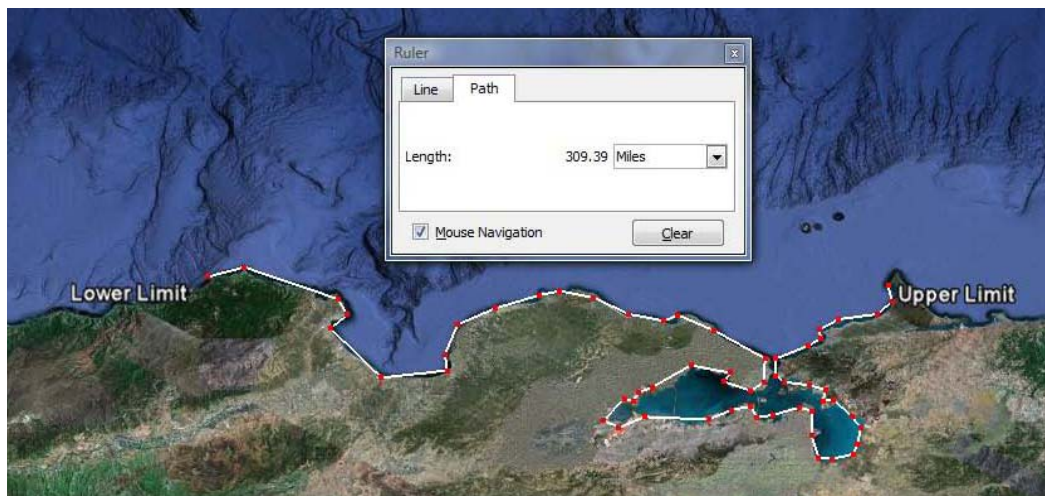 Ruler
Line Path
Length: 309.39 Miles
Mouse Navigation Clear
Lower Limit
Upper Limit